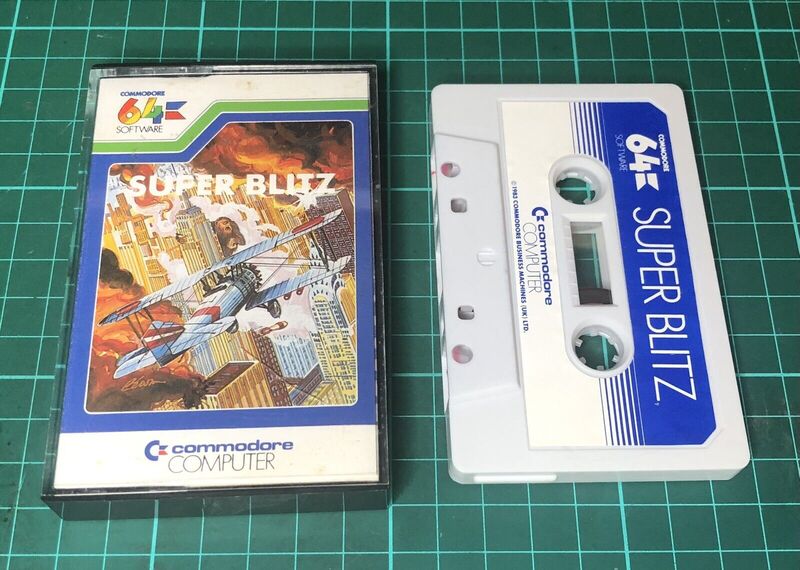 COMMODORE
64
SOFTWARE
SUPER BLITZ
commodore
COMPUTER
COMMODORE
64
SOFTWARE
SUPER BLITZ
commodore
COMPUTER
©1983 COMMODORE BUSINESS MACHINES (UK) LTD.